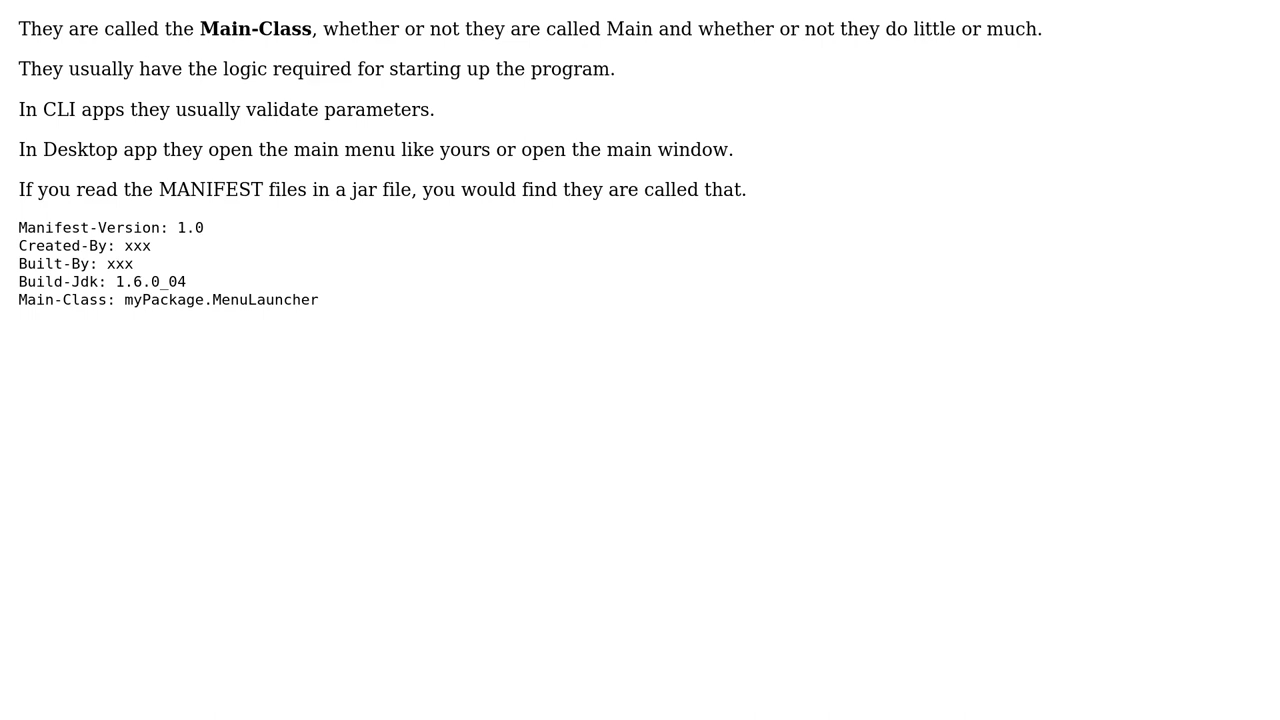 They are called the Main-Class, whether or not they are called Main and whether or not they do little or much.
They usually have the logic required for starting up the program.
In CLI apps they usually validate parameters.
In Desktop app they open the main menu like yours or open the main window.
If you read the MANIFEST files in a jar file, you would find they are called that.
Manifest-Version: 1.0
Created-By: xxx
Built-By: xxx
Build-Jdk: 1.6.0_04
Main-Class: myPackage.MenuLauncher